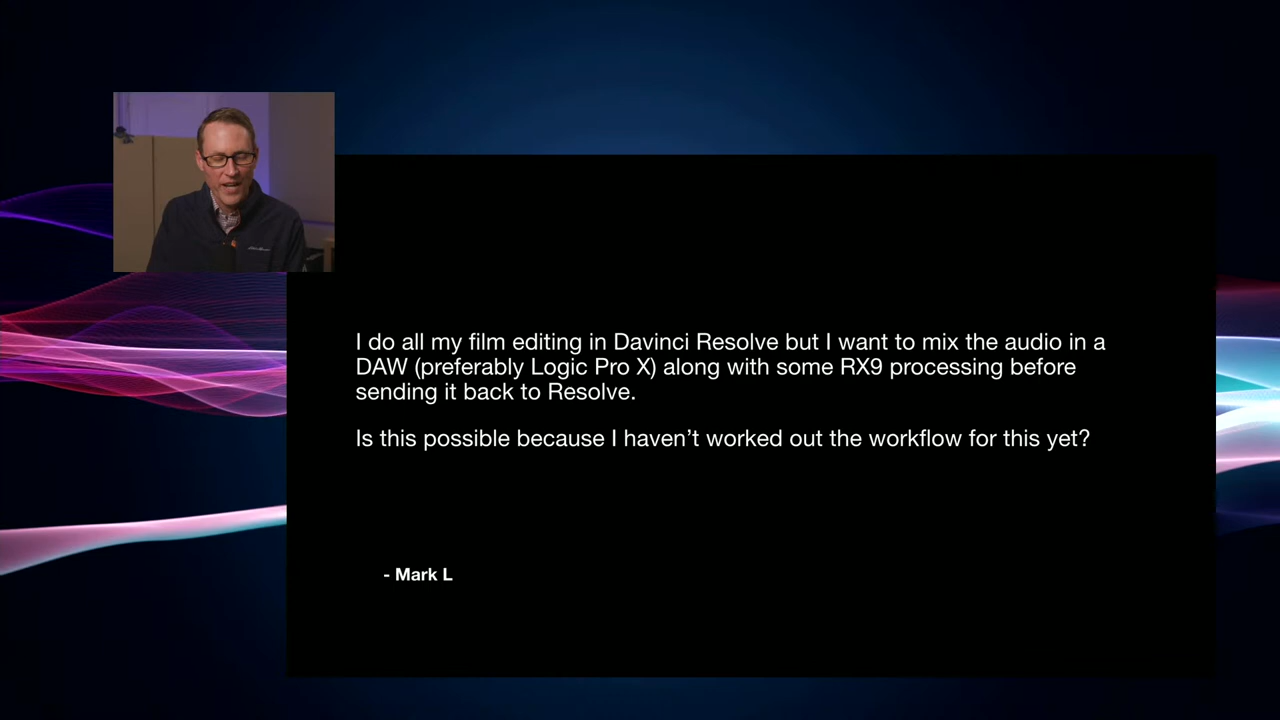 I do all my film editing in Davinci Resolve but I want to mix the audio in a
DAW (preferably Logic Pro X) along with some RX9 processing before
sending it back to Resolve.
Is this possible because I haven’t worked out the workflow for this yet?
- Mark L